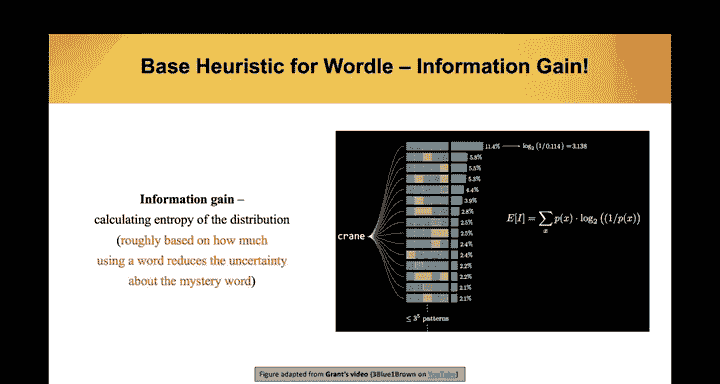 Base Heuristic for Wordle – Information Gain!
Information gain –
calculating entropy of the distribution
(roughly based on how much
using a word reduces the uncertainty
about the mystery word)
crane
11.4% → log₂ (1/0.114) = 3.138
5.8%
5.5%
5.3%
4.4%
3.9%
2.8%
2.5%
2.5%
2.4%
2.4%
2.2%
2.2%
2.1%
2.1%
E[I] = ∑ₓ p(x) · log₂ ((1/p(x))
≤ 3⁵ patterns
Figure adapted from Grant's video (3Blue1Brown on YouTube)